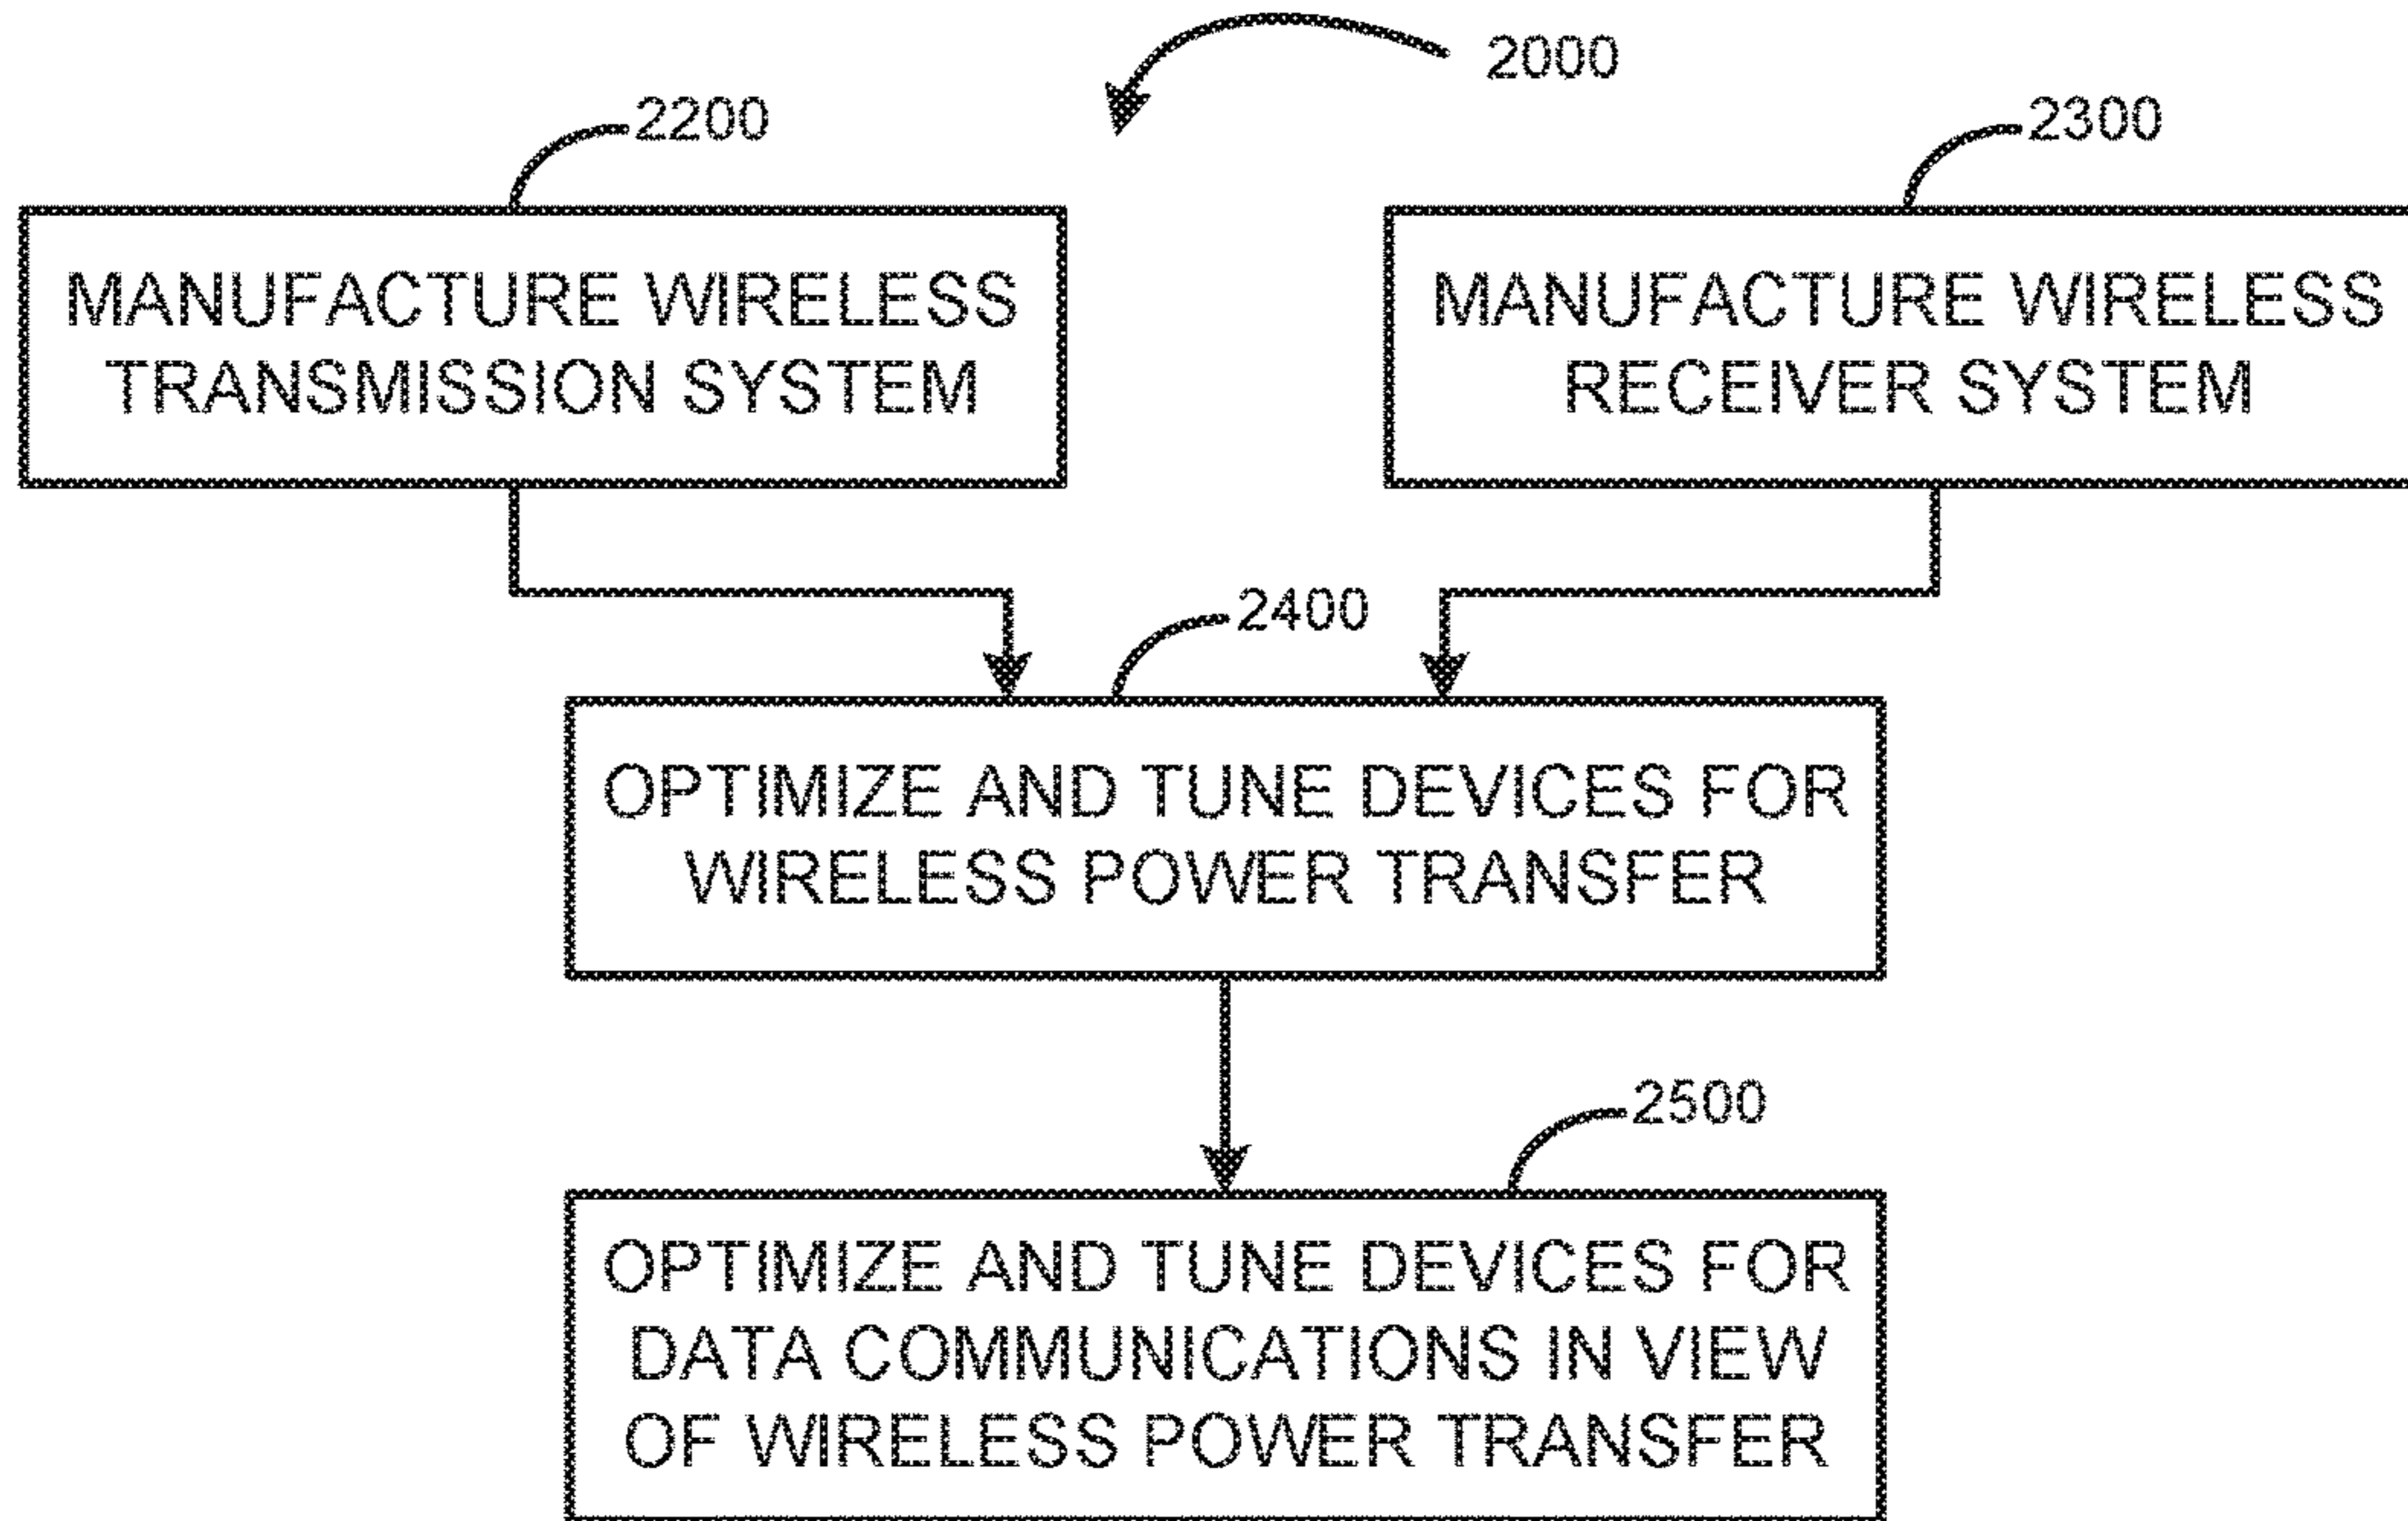 2000
2200
2300
MANUFACTURE WIRELESS
TRANSMISSION SYSTEM
MANUFACTURE WIRELESS
RECEIVER SYSTEM
2400
OPTIMIZE AND TUNE DEVICES FOR
WIRELESS POWER TRANSFER
2500
OPTIMIZE AND TUNE DEVICES FOR
DATA COMMUNICATIONS IN VIEW
OF WIRELESS POWER TRANSFER